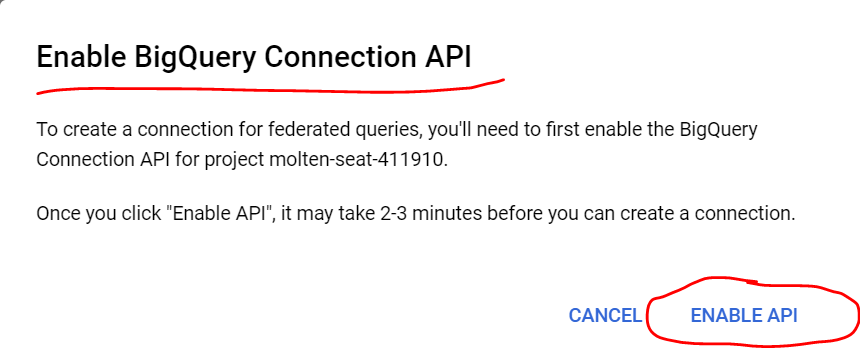 Enable BigQuery Connection API
To create a connection for federated queries, you'll need to first enable the BigQuery
Connection API for project molten-seat-411910.
Once you click "Enable API", it may take 2-3 minutes before you can create a connection.
CANCEL ENABLE API